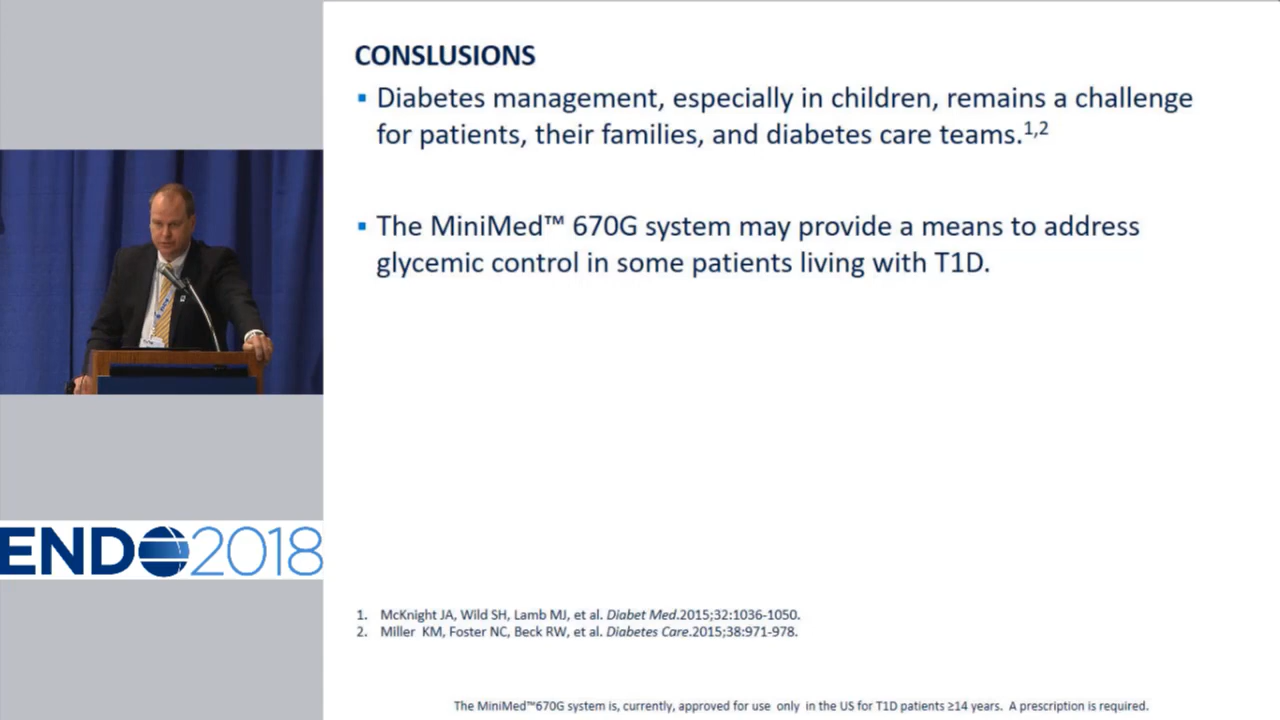 CONSLUSIONS
▪ Diabetes management, especially in children, remains a challenge
for patients, their families, and diabetes care teams.1,2
▪ The MiniMed™ 670G system may provide a means to address
glycemic control in some patients living with T1D.
ENDO2018
1. McKnight JA, Wild SH, Lamb MJ, et al. Diabet Med.2015;32:1036-1050.
2. Miller KM, Foster NC, Beck RW, et al. Diabetes Care.2015;38:971-978.
The MiniMed™670G system is, currently, approved for use only in the US for T1D patients ≥14 years. A prescription is required.